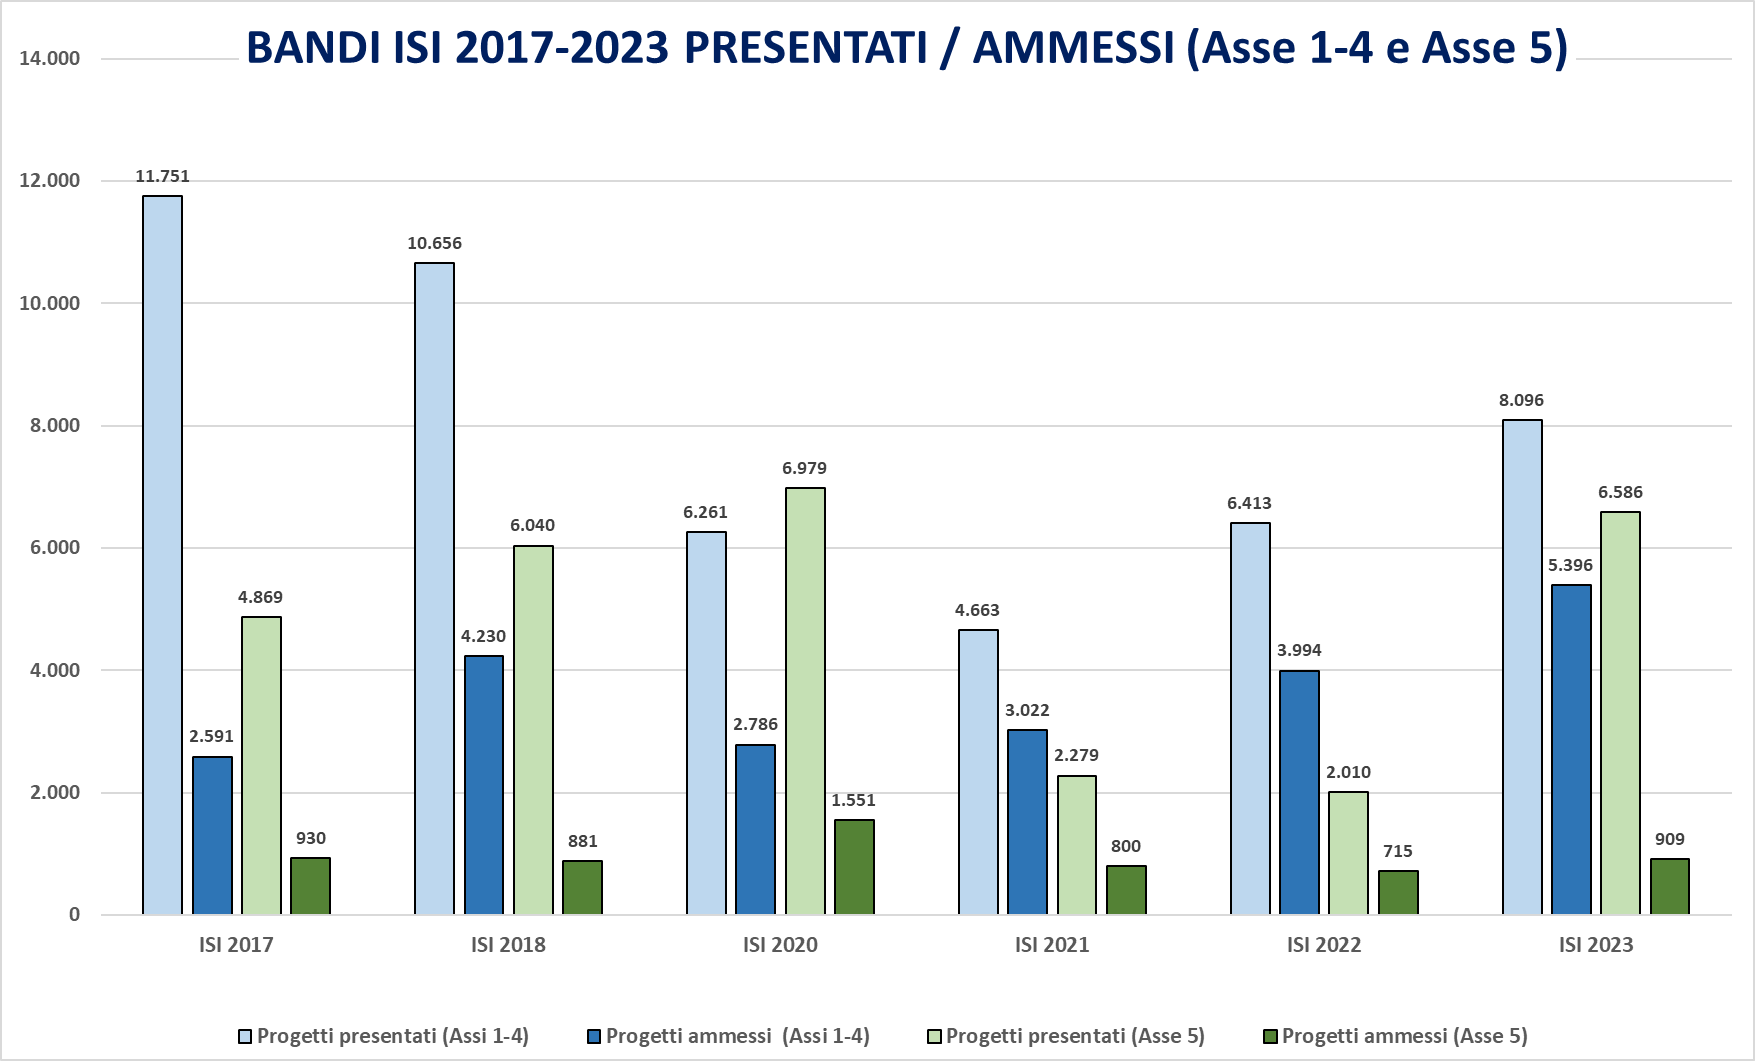 BANDI ISI 2017-2023 PRESENTATI / AMMESSI (Asse 1-4 e Asse 5)
14.000
12.000
10.000
8.000
6.000
4.000
2.000
0
11.751
2.591
4.869
930
10.656
4.230
6.040
881
6.261
2.786
6.979
1.551
4.663
3.022
2.279
800
6.413
3.994
2.010
715
8.096
5.396
6.586
909
ISI 2017
ISI 2018
ISI 2020
ISI 2021
ISI 2022
ISI 2023
Progetti presentati (Assi 1-4)
Progetti ammessi  (Assi 1-4)
Progetti presentati (Asse 5)
Progetti ammessi (Asse 5)